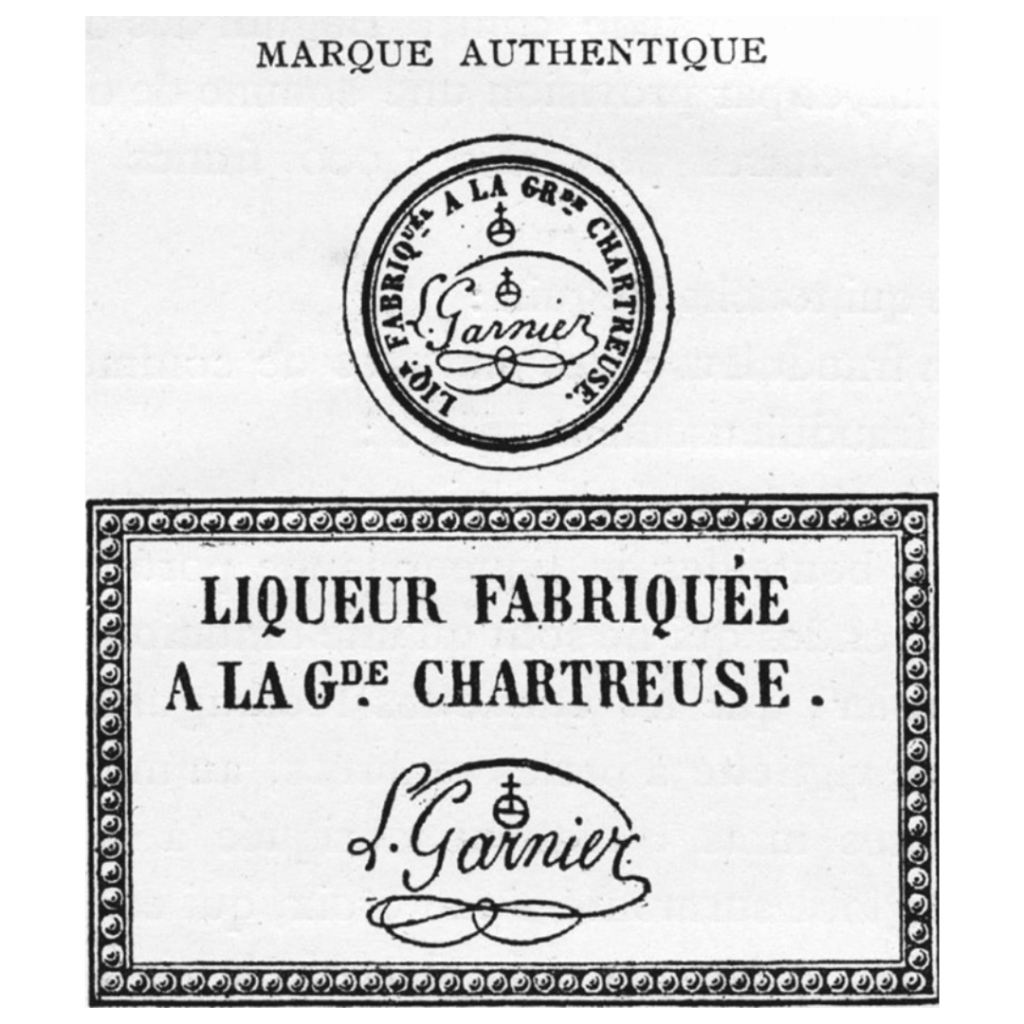 MARQUE AUTHENTIQUE
LIQR. FABRIQUÉE A LA GRDE CHARTREUSE.
L. Garnier
LIQUEUR FABRIQUÉE
A LA GDE. CHARTREUSE.
L. Garnier